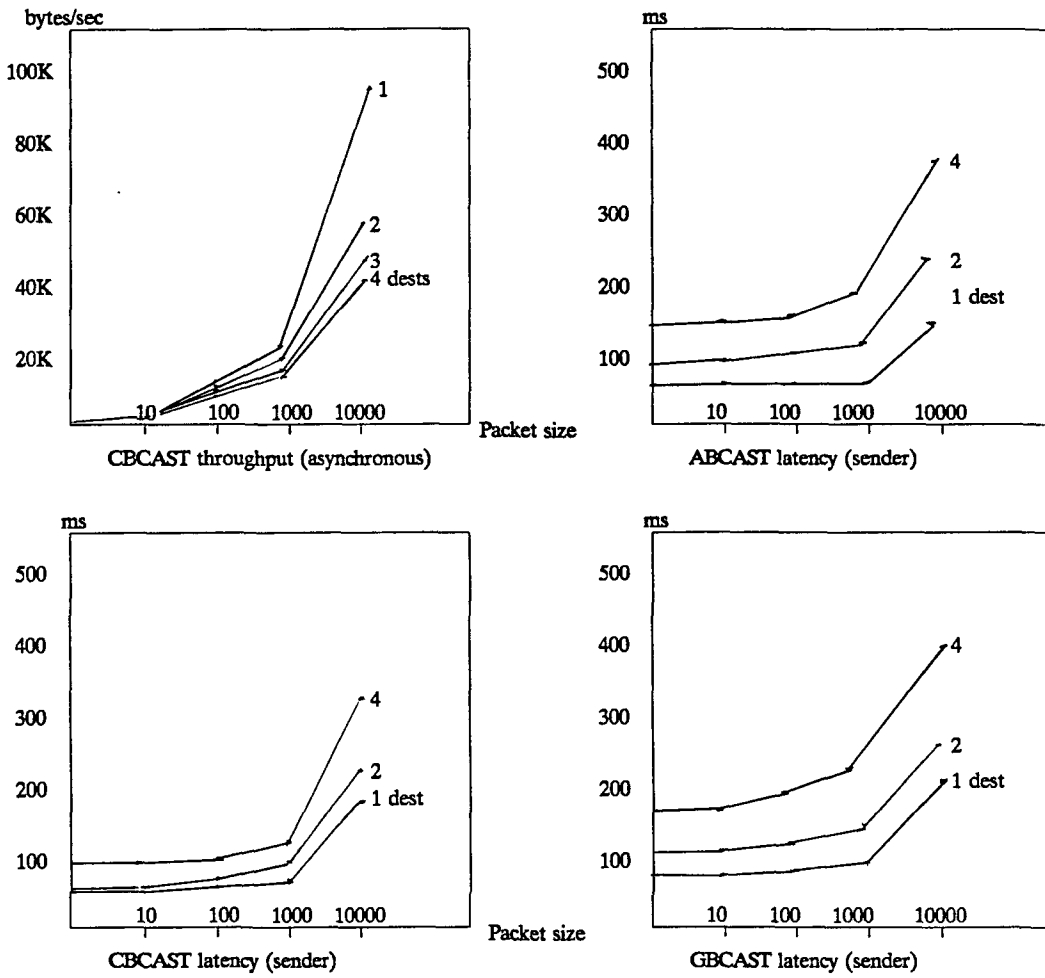 bytes/sec
100K
80K
60K
40K
20K
1
2
3
4 dests
10 100 1000 10000
Packet size
CBCAST throughput (asynchronous)
ms
500
400
300
200
100
4
2
1 dest
10 100 1000 10000
ABCAST latency (sender)
ms
500
400
300
200
100
4
2
1 dest
10 100 1000 10000
Packet size
CBCAST latency (sender)
ms
500
400
300
200
100
4
2
1 dest
10 100 1000 10000
GBCAST latency (sender)